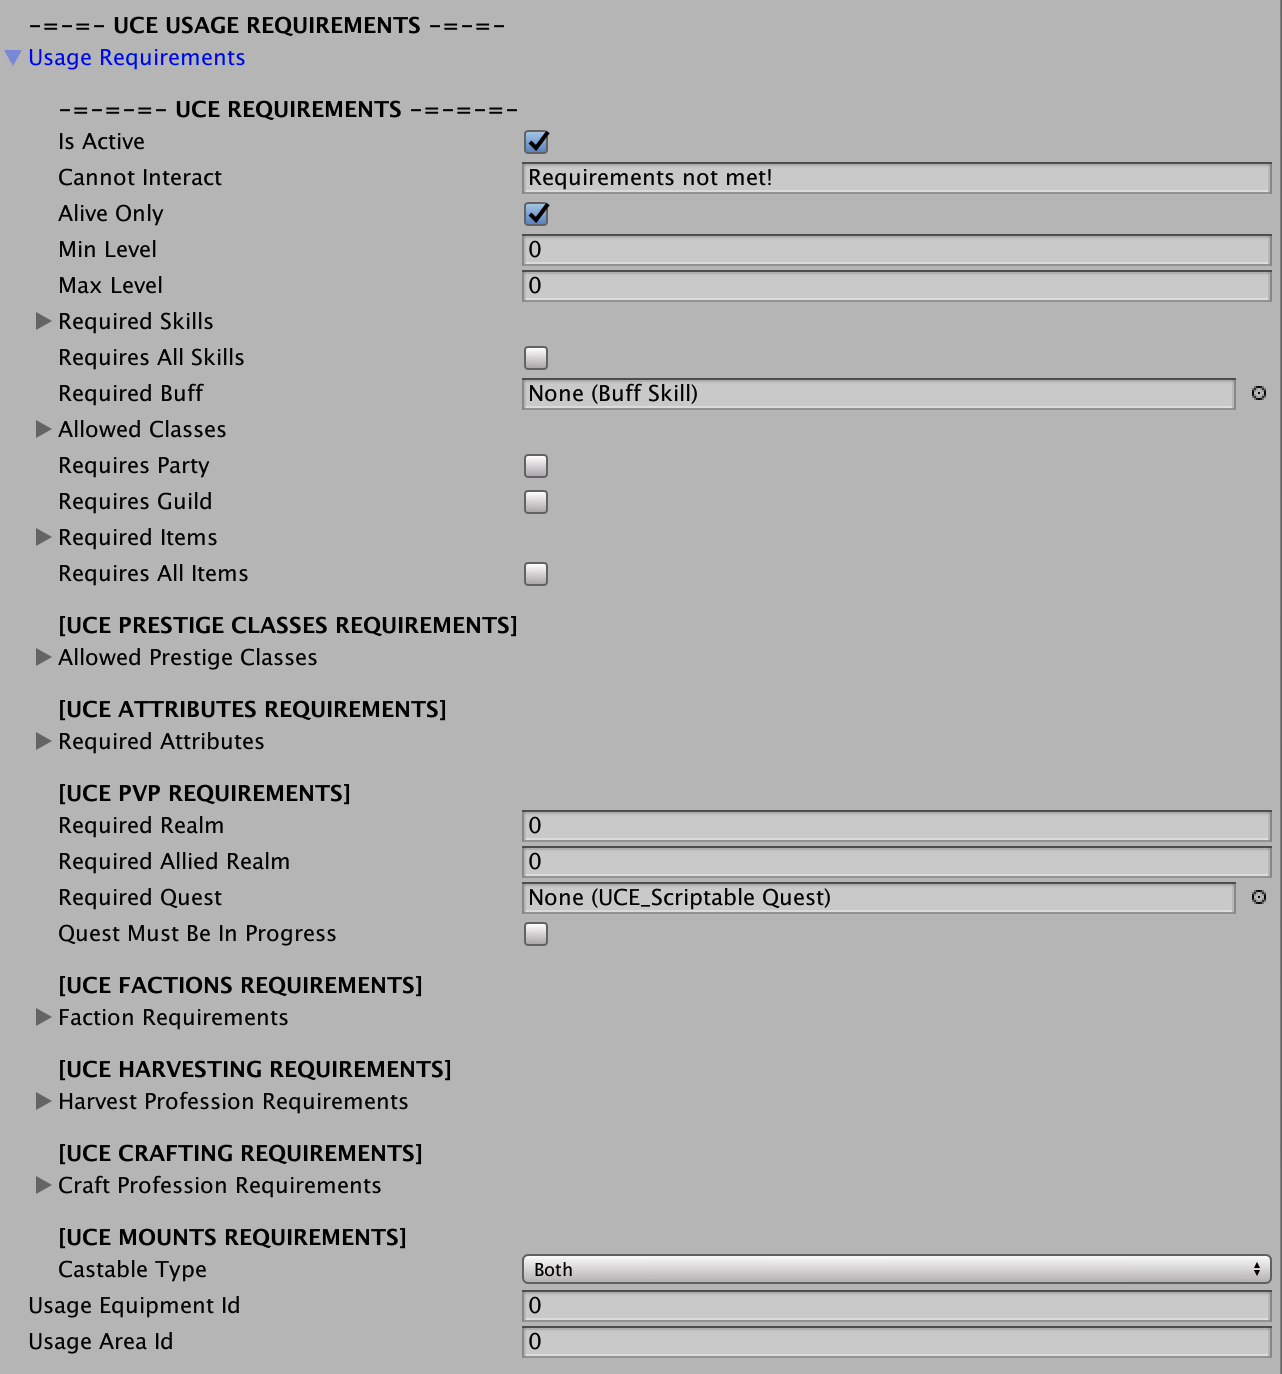 -=-=- UCE USAGE REQUIREMENTS -=-=-
Usage Requirements
-=-=-=- UCE REQUIREMENTS -=-=-=-
Is Active
Cannot Interact Requirements not met!
Alive Only
Min Level 0
Max Level 0
Required Skills
Requires All Skills
Required Buff None (Buff Skill)
Allowed Classes
Requires Party
Requires Guild
Required Items
Requires All Items
[UCE PRESTIGE CLASSES REQUIREMENTS]
Allowed Prestige Classes
[UCE ATTRIBUTES REQUIREMENTS]
Required Attributes
[UCE PVP REQUIREMENTS]
Required Realm 0
Required Allied Realm 0
Required Quest None (UCE_Scriptable Quest)
Quest Must Be In Progress
[UCE FACTIONS REQUIREMENTS]
Faction Requirements
[UCE HARVESTING REQUIREMENTS]
Harvest Profession Requirements
[UCE CRAFTING REQUIREMENTS]
Craft Profession Requirements
[UCE MOUNTS REQUIREMENTS]
Castable Type Both
Usage Equipment Id 0
Usage Area Id 0